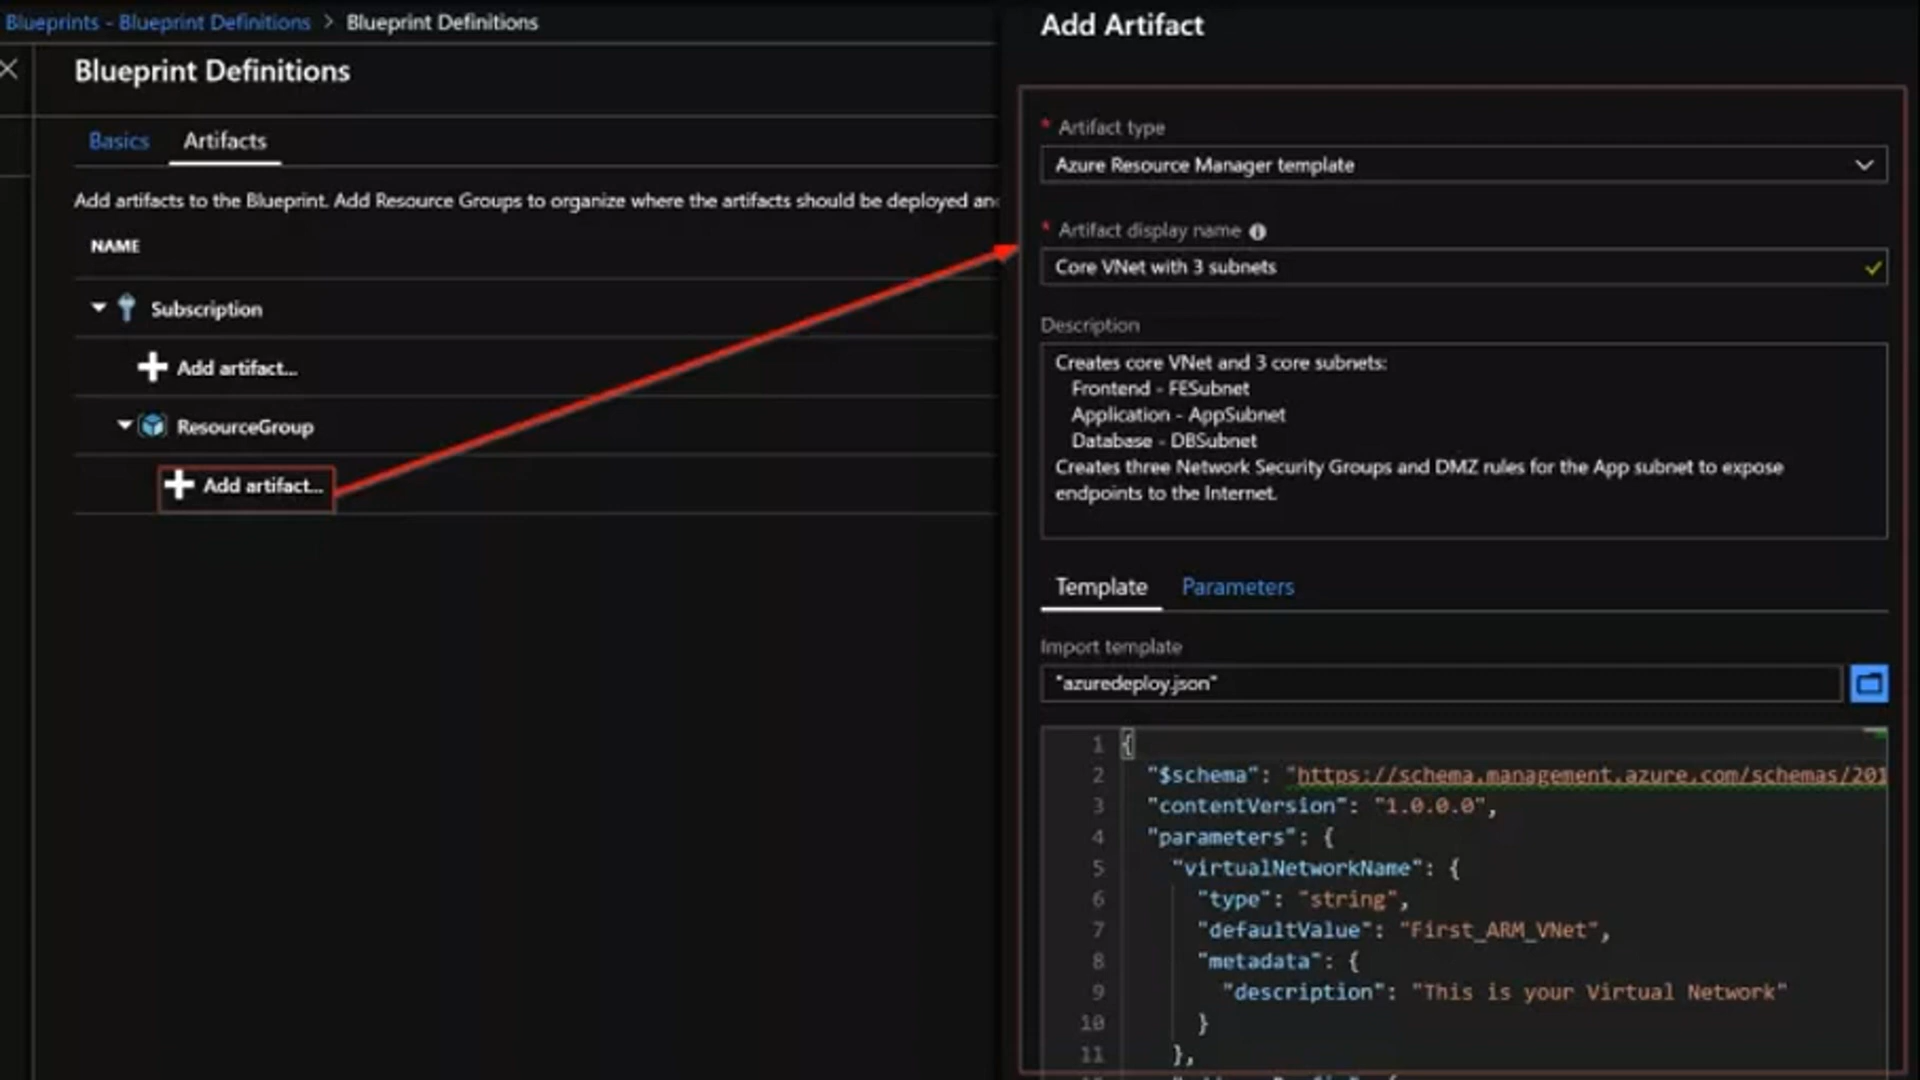 Blueprints - Blueprint Definitions > Blueprint Definitions
Blueprint Definitions
Basics Artifacts
Add artifacts to the Blueprint. Add Resource Groups to organize where the artifacts should be deployed an
NAME
Subscription
Add artifact...
ResourceGroup
Add artifact...
Add Artifact
* Artifact type
Azure Resource Manager template
* Artifact display name
Core VNet with 3 subnets
Description
Creates core VNet and 3 core subnets:
Frontend - FESubnet
Application - AppSubnet
Database - DBSubnet
Creates three Network Security Groups and DMZ rules for the App subnet to expose
endpoints to the Internet.
Template Parameters
Import template
"azuredeploy.json"
1 {
2 "$schema": "https://schema.management.azure.com/schemas/201
3 "contentVersion": "1.0.0.0",
4 "parameters": {
5 "virtualNetworkName": {
6 "type": "string",
7 "defaultValue": "First_ARM_VNet",
8 "metadata": {
9 "description": "This is your Virtual Network"
10 }
11 },